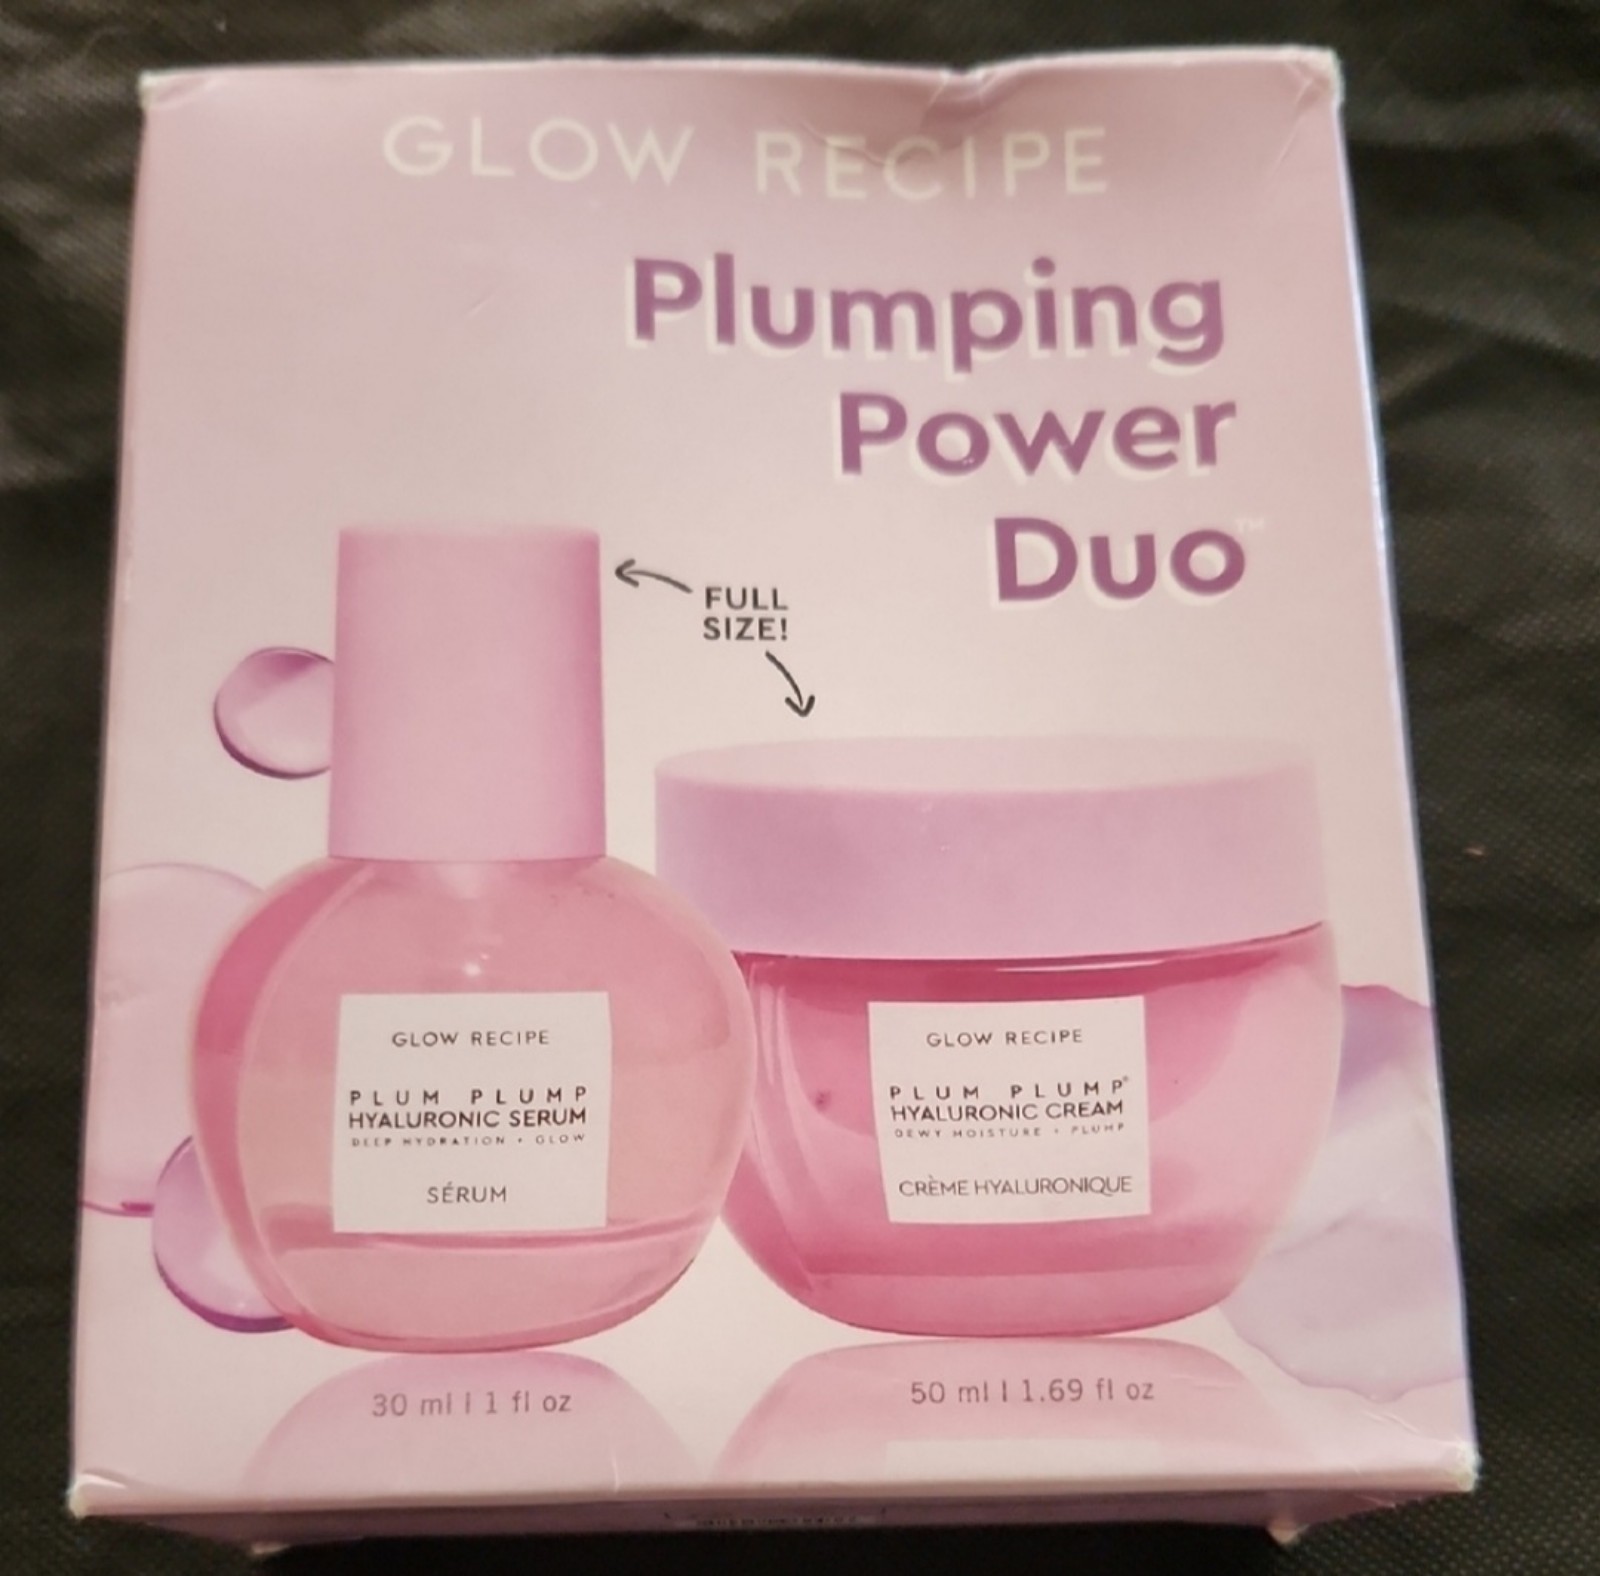 GLOW RECIPE
Plumping
Power
Duo™
FULL
SIZE!
GLOW RECIPE
PLUM PLUMP
HYALURONIC SERUM
DEEP HYDRATION • GLOW
SÉRUM
GLOW RECIPE
PLUM PLUMP®
HYALURONIC CREAM
DEWY MOISTURE • PLUMP
CRÈME HYALURONIQUE
30 ml | 1 fl oz
50 ml | 1.69 fl oz